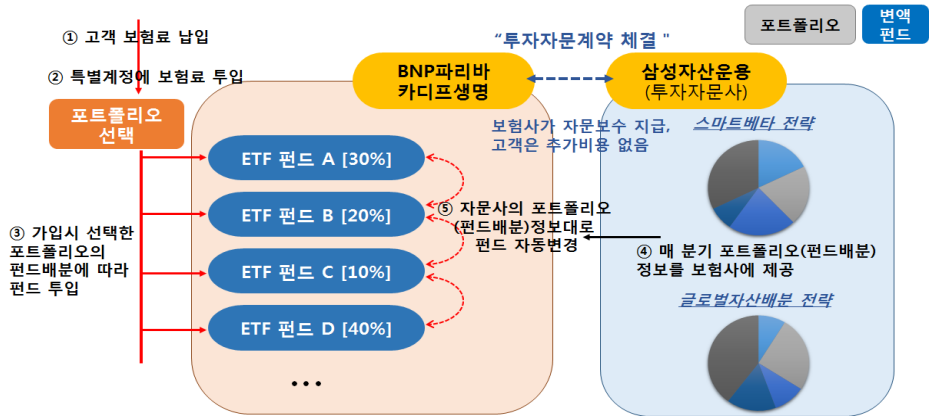 포트폴리오
변액
펀드
① 고객 보험료 납입
② 특별계정에 보험료 투입
포트폴리오
선택
③ 가입시 선택한
포트폴리오의
펀드배분에 따라
펀드 투입
BNP파리바
카디프생명
“투자자문계약 체결 "
삼성자산운용
(투자자문사)
보험사가 자문보수 지급,
고객은 추가비용 없음
ETF 펀드 A [30%]
ETF 펀드 B [20%]
ETF 펀드 C [10%]
ETF 펀드 D [40%]
...
⑤ 자문사의 포트폴리오
(펀드배분)정보대로
펀드 자동변경
스마트베타 전략
④ 매 분기 포트폴리오(펀드배분)
정보를 보험사에 제공
글로벌자산배분 전략